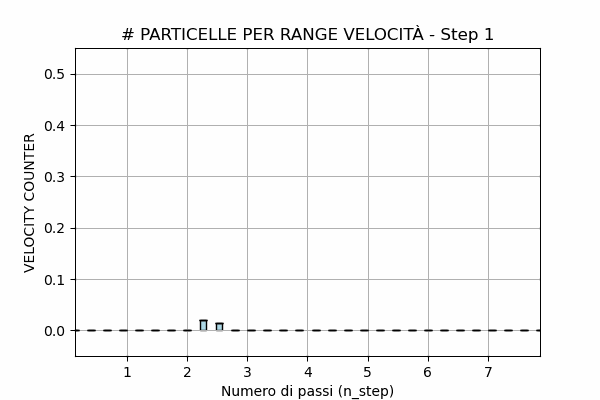 # PARTICELLE PER RANGE VELOCITÀ - Step 1
VELOCITY COUNTER
0.5
0.4
0.3
0.2
0.1
0.0
1 2 3 4 5 6 7
Numero di passi (n_step)